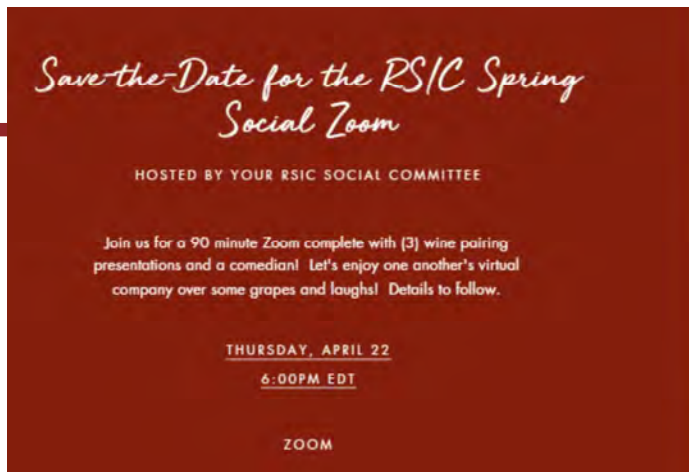 Save-the-Date for the RSIC Spring
Social Zoom
HOSTED BY YOUR RSIC SOCIAL COMMITTEE
Join us for a 90 minute Zoom complete with (3) wine pairing
presentations and a comedian! Let's enjoy one another's virtual
company over some grapes and laughs! Details to follow.
THURSDAY, APRIL 22
6:00PM EDT
ZOOM